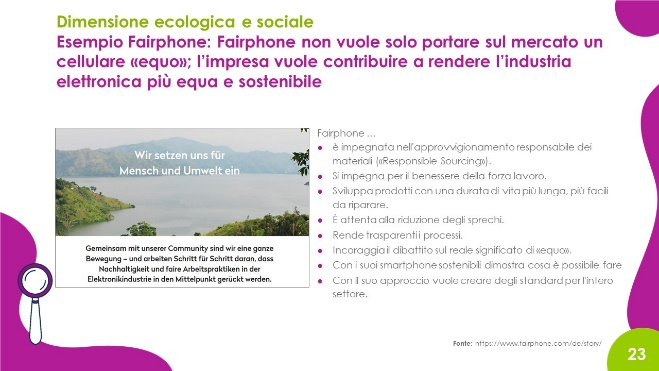 Dimensione ecologica e sociale
Esempio Fairphone: Fairphone non vuole solo portare sul mercato un
cellulare «equo»; l'impresa vuole contribuire a rendere l'industria
elettronica più equa e sostenibile
Wir setzen uns für
Mensch und Umwelt ein
Gemeinsam mit unserer Community sind wir eine ganze
Bewegung – und arbeiten Schritt für Schritt daran, dass
Nachhaltigkeit und faire Arbeitspraktiken in der
Elektronikindustrie in den Mittelpunkt gerückt werden.
Fairphone …
● è impegnata nell'approvvigionamento responsabile dei
materiali («Responsible Sourcing»).
● Si impegna per il benessere della forza lavoro.
● Sviluppa prodotti con una durata di vita più lunga, più facili
da riparare.
● È attenta alla riduzione degli sprechi.
● Rende trasparenti i processi.
● Incoraggia il dibattito sul reale significato di «equo».
● Con i suoi smartphone sostenibili dimostra cosa è possibile fare
● Con il suo approccio vuole creare degli standard per l'intero
settore.
Fonte: https://www.fairphone.com/de/story/
23